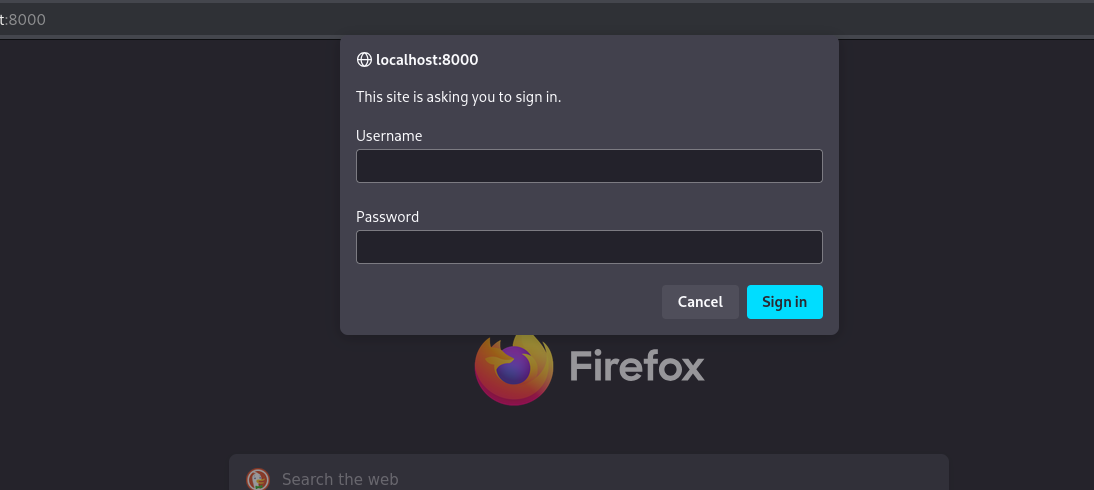 t:8000
localhost:8000
This site is asking you to sign in.
Username
Password
Cancel Sign in
Firefox
Search the web